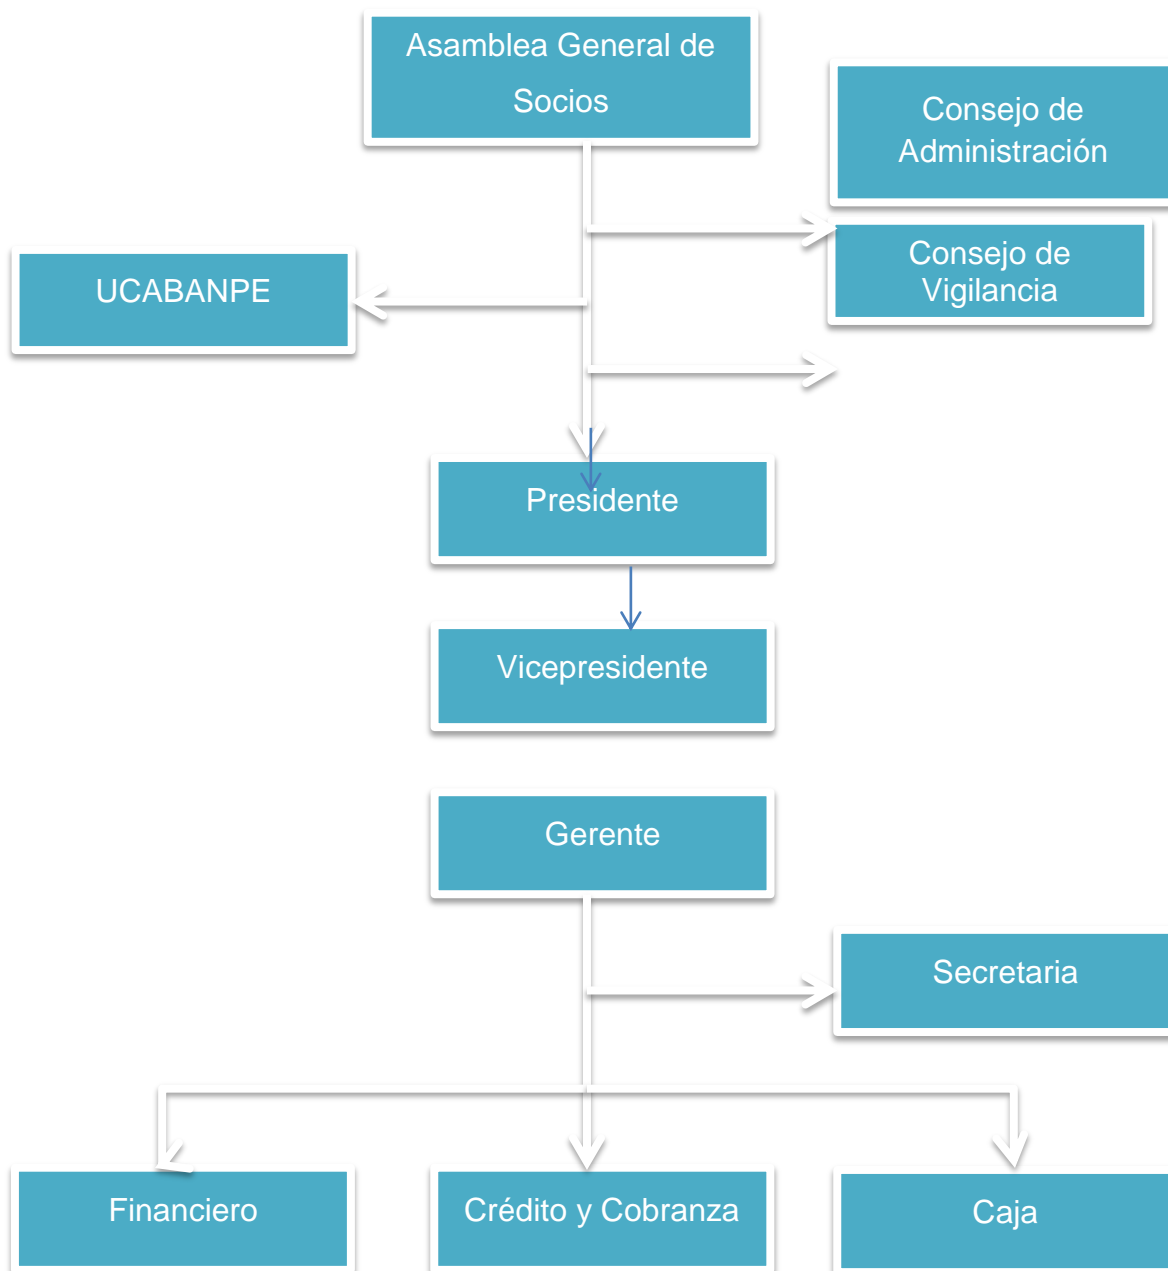 Asamblea General de
Socios
Consejo de
Administración
Consejo de
Vigilancia
UCABANPE
Presidente
Vicepresidente
Gerente
Secretaria
Financiero
Crédito y Cobranza
Caja